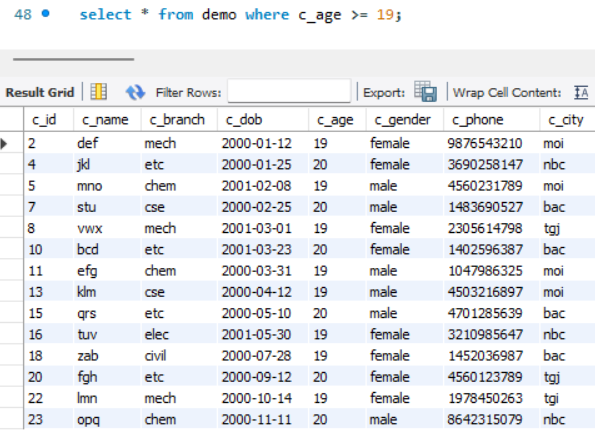 48 select * from demo where c_age >= 19;
Result Grid Filter Rows: Export: Wrap Cell Content: IA
c_id c_name c_branch c_dob c_age c_gender c_phone c_city
2 def mech 2000-01-12 19 female 9876543210 moi
4 jkl etc 2000-01-25 20 female 3690258147 nbc
5 mno chem 2001-02-08 19 male 4560231789 moi
7 stu cse 2000-02-25 20 male 1483690527 bac
8 vwx mech 2001-03-01 19 female 2305614798 tgj
10 bcd etc 2001-03-23 20 female 1402596387 bac
11 efg chem 2000-03-31 19 male 1047986325 moi
13 klm cse 2000-04-12 19 male 4503216897 moi
15 qrs etc 2000-05-10 20 male 4701285639 bac
16 tuv elec 2001-05-30 19 female 3210985647 nbc
18 zab civil 2000-07-28 19 female 1452036987 bac
20 fgh etc 2000-09-12 20 female 4560123789 tgj
22 lmn mech 2000-10-14 19 female 1978450263 tgi
23 opq chem 2000-11-11 20 male 8642315079 nbc